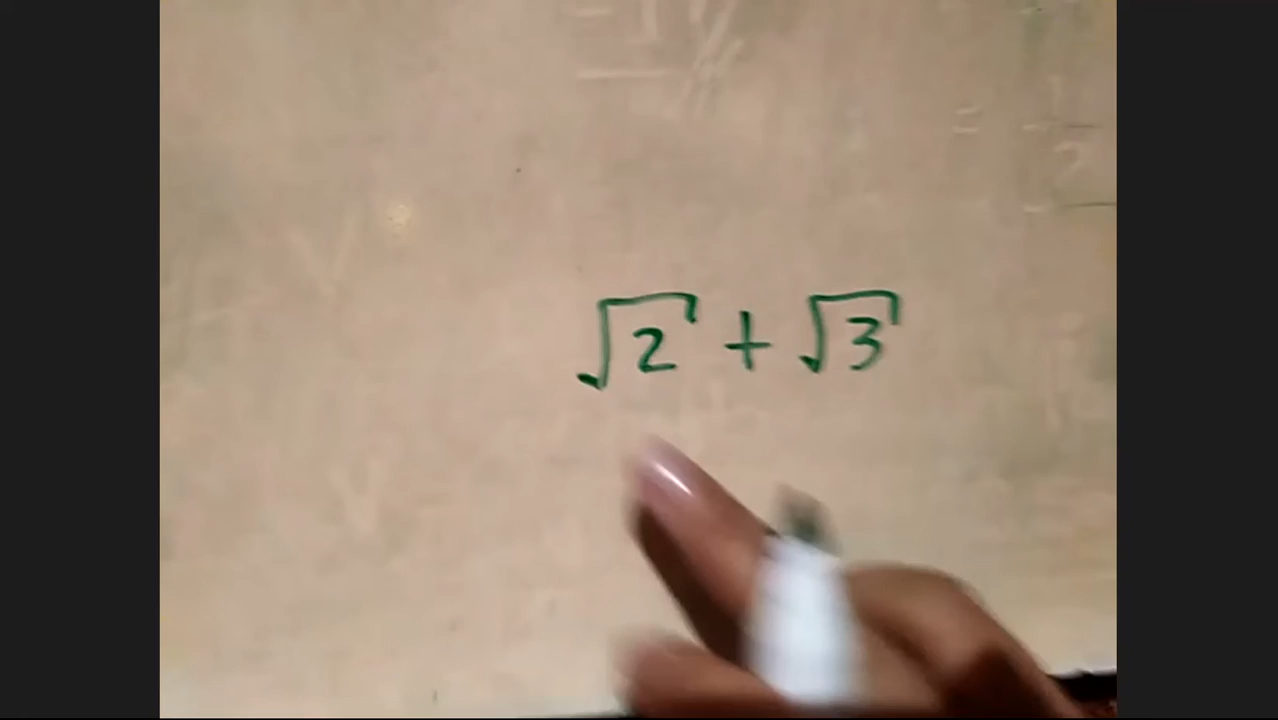 √2 + √3